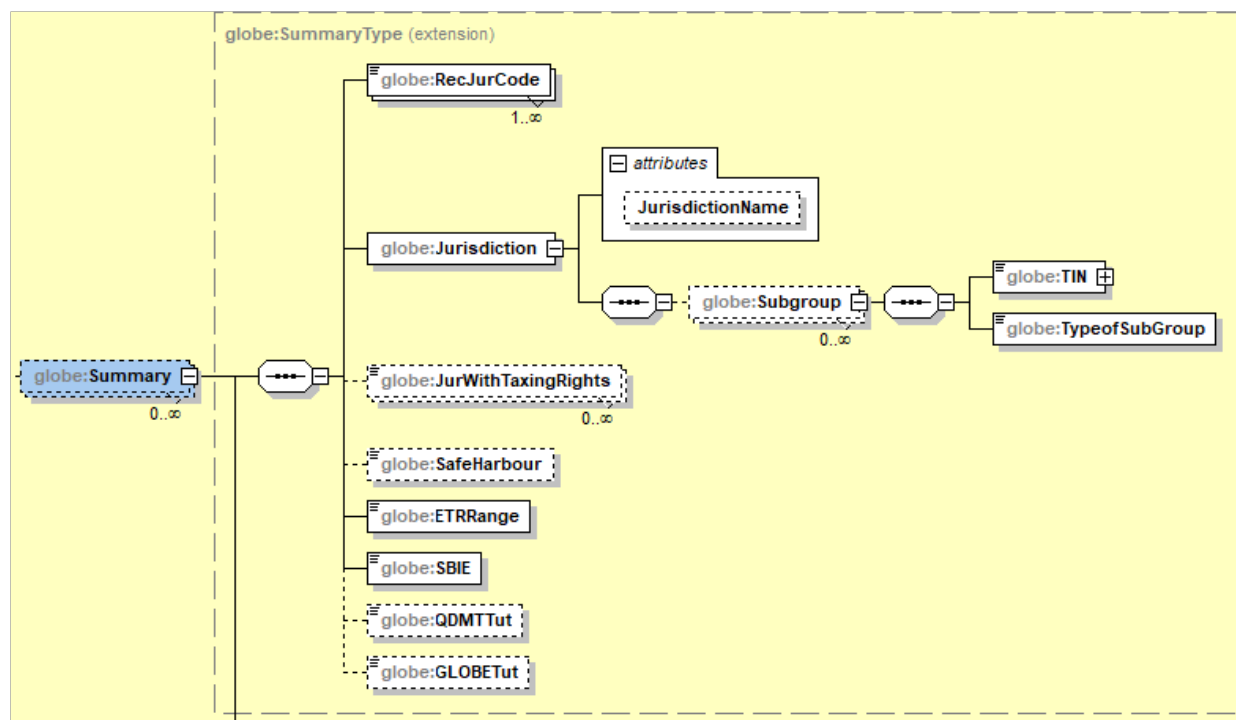 globe:SummaryType (extension)
globe:RecJurCode
1..∞
attributes
JurisdictionName
globe:Jurisdiction
globe:Subgroup
0..∞
globe:TIN
globe:TypeofSubGroup
globe:Summary
0..∞
globe:JurWithTaxingRights
0..∞
globe:SafeHarbour
globe:ETRRange
globe:SBIE
globe:QDMTTut
globe:GLOBETut